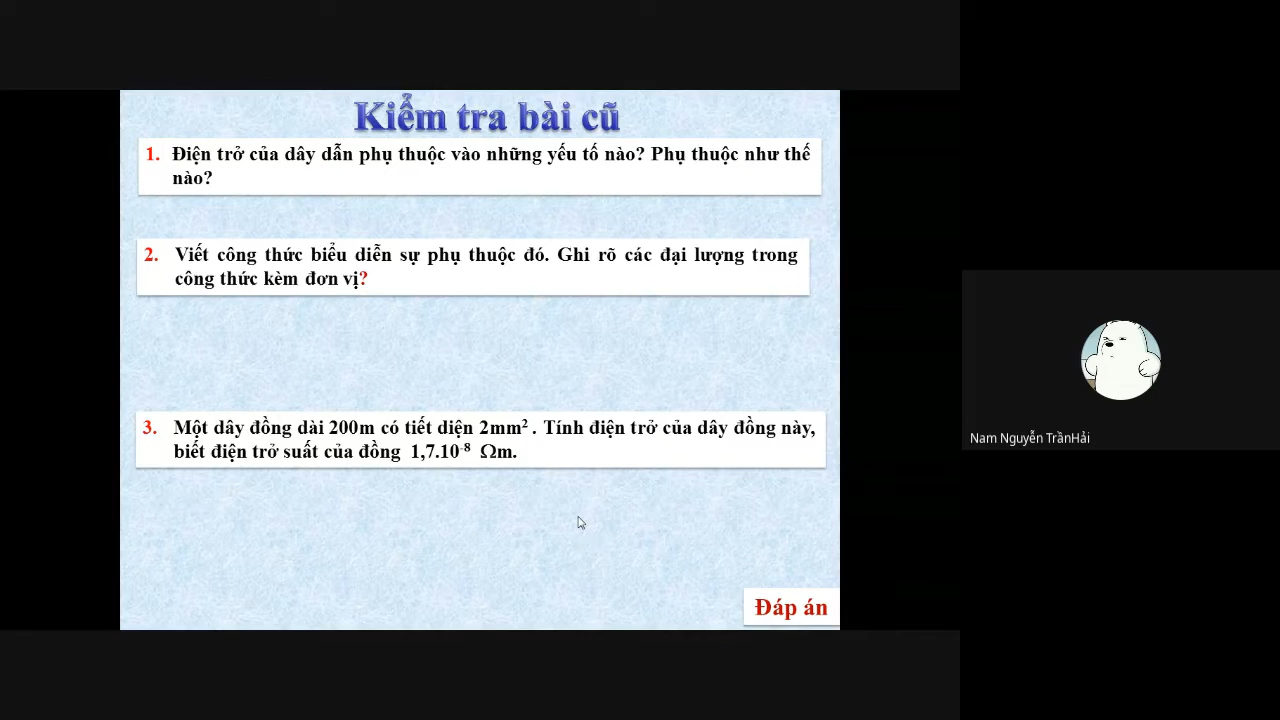 Kiểm tra bài cũ
1. Điện trở của dây dẫn phụ thuộc vào những yếu tố nào? Phụ thuộc như thế
nào?
2. Viết công thức biểu diễn sự phụ thuộc đó. Ghi rõ các đại lượng trong
công thức kèm đơn vị?
3. Một dây đồng dài 200m có tiết diện 2mm². Tính điện trở của dây đồng này,
biết điện trở suất của đồng 1,7.10⁻⁸ Ωm.
Đáp án
Nam Nguyễn TrầnHải